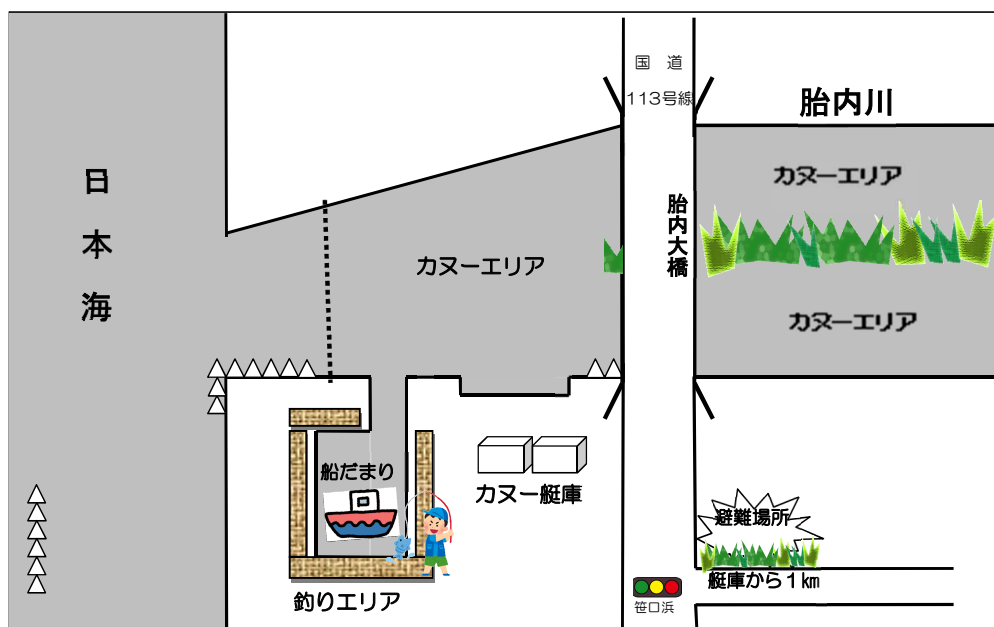 国 道
113号線
胎内川
カヌーエリア
日本海
胎内大橋
カヌーエリア
カヌーエリア
船だまり
カヌー艇庫
避難場所
艇庫から1km
釣りエリア
笹口浜